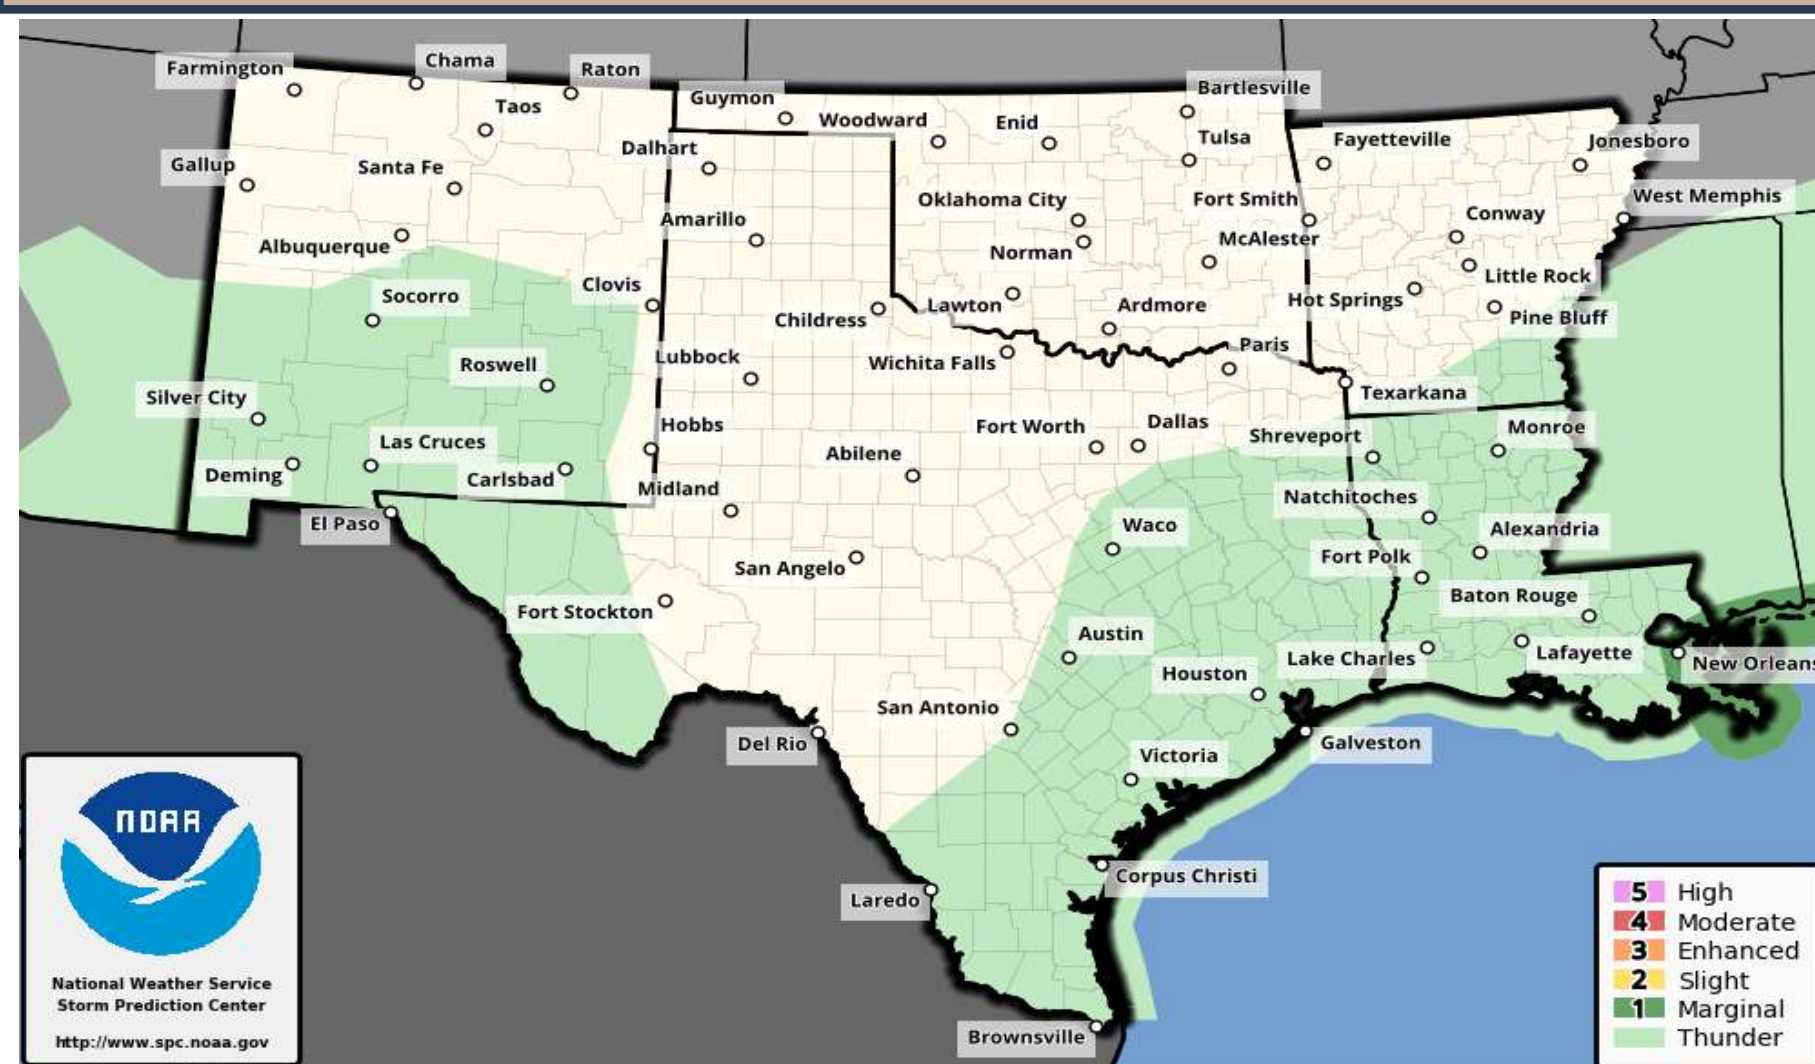 Farmington
Chama
Raton
Guymon
Bartlesville
Taos
Woodward
Enid
Tulsa
Fayetteville
Jonesboro
Gallup
Santa Fe
Dalhart
Oklahoma City
Fort Smith
Conway
West Memphis
Albuquerque
Amarillo
Norman
McAlester
Little Rock
Socorro
Clovis
Childress
Lawton
Ardmore
Hot Springs
Pine Bluff
Roswell
Lubbock
Wichita Falls
Paris
Texarkana
Silver City
Las Cruces
Hobbs
Abilene
Fort Worth
Dallas
Shreveport
Monroe
Deming
Carlsbad
Midland
Natchitoches
El Paso
Waco
Alexandria
San Angelo
Fort Polk
Fort Stockton
Baton Rouge
Austin
Houston
Lake Charles
Lafayette
New Orleans
San Antonio
Del Rio
Victoria
Galveston
Laredo
Corpus Christi
Brownsville
NOAA
National Weather Service
Storm Prediction Center
http://www.spc.noaa.gov
5 High
4 Moderate
3 Enhanced
2 Slight
1 Marginal
Thunder